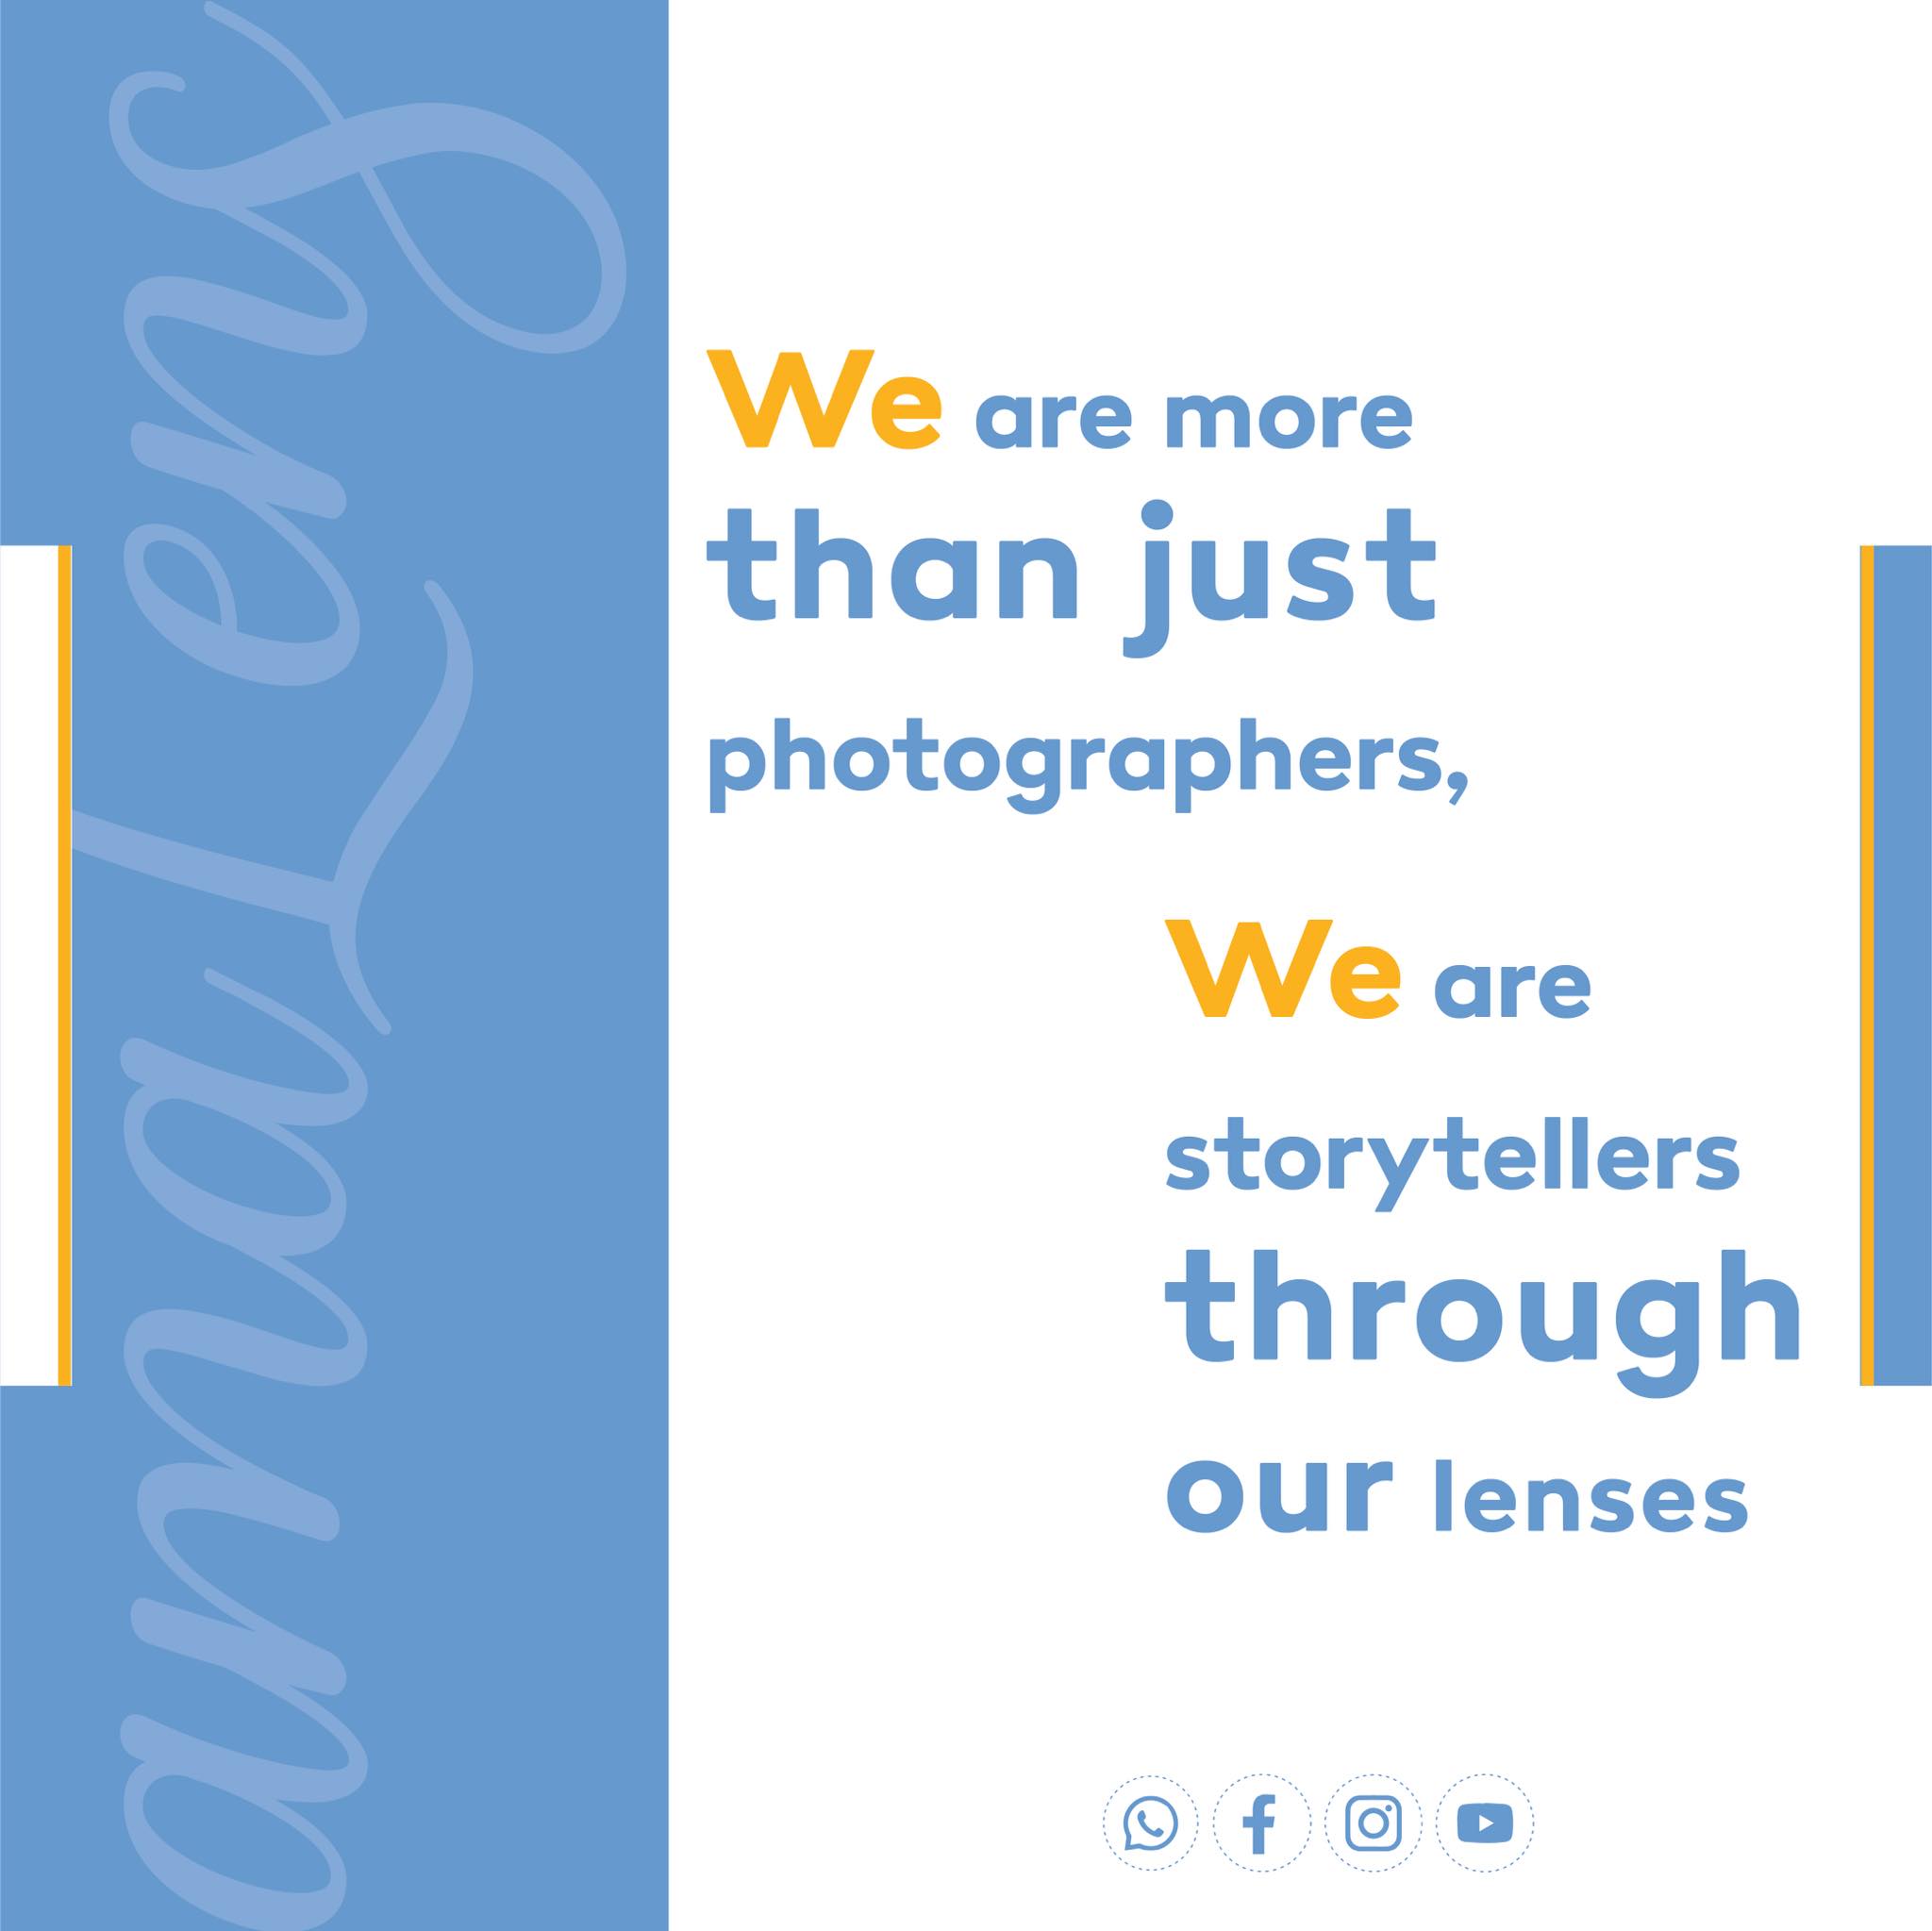 We are more
than just
photographers,
We are
storytellers
through
our lenses